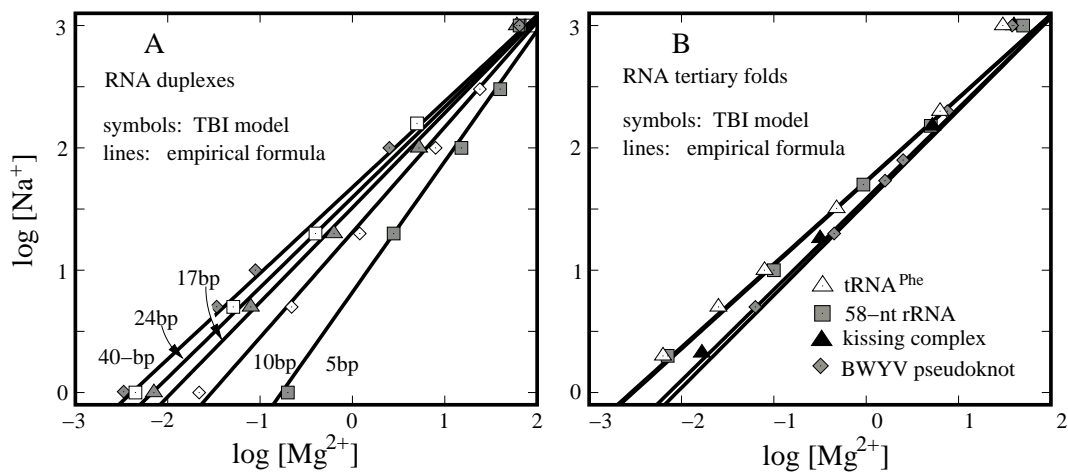 A
RNA duplexes
symbols: TBI model
lines: empirical formula
17bp
24bp
40−bp
10bp
5bp
log [Na⁺]
3
2
1
0
−3
−2
−1
0
1
2
log [Mg²⁺]
B
RNA tertiary folds
symbols: TBI model
lines: empirical formula
tRNAᴾʰᵉ
58−nt rRNA
kissing complex
BWYV pseudoknot
3
2
1
0
−3
−2
−1
0
1
2
log [Mg²⁺]